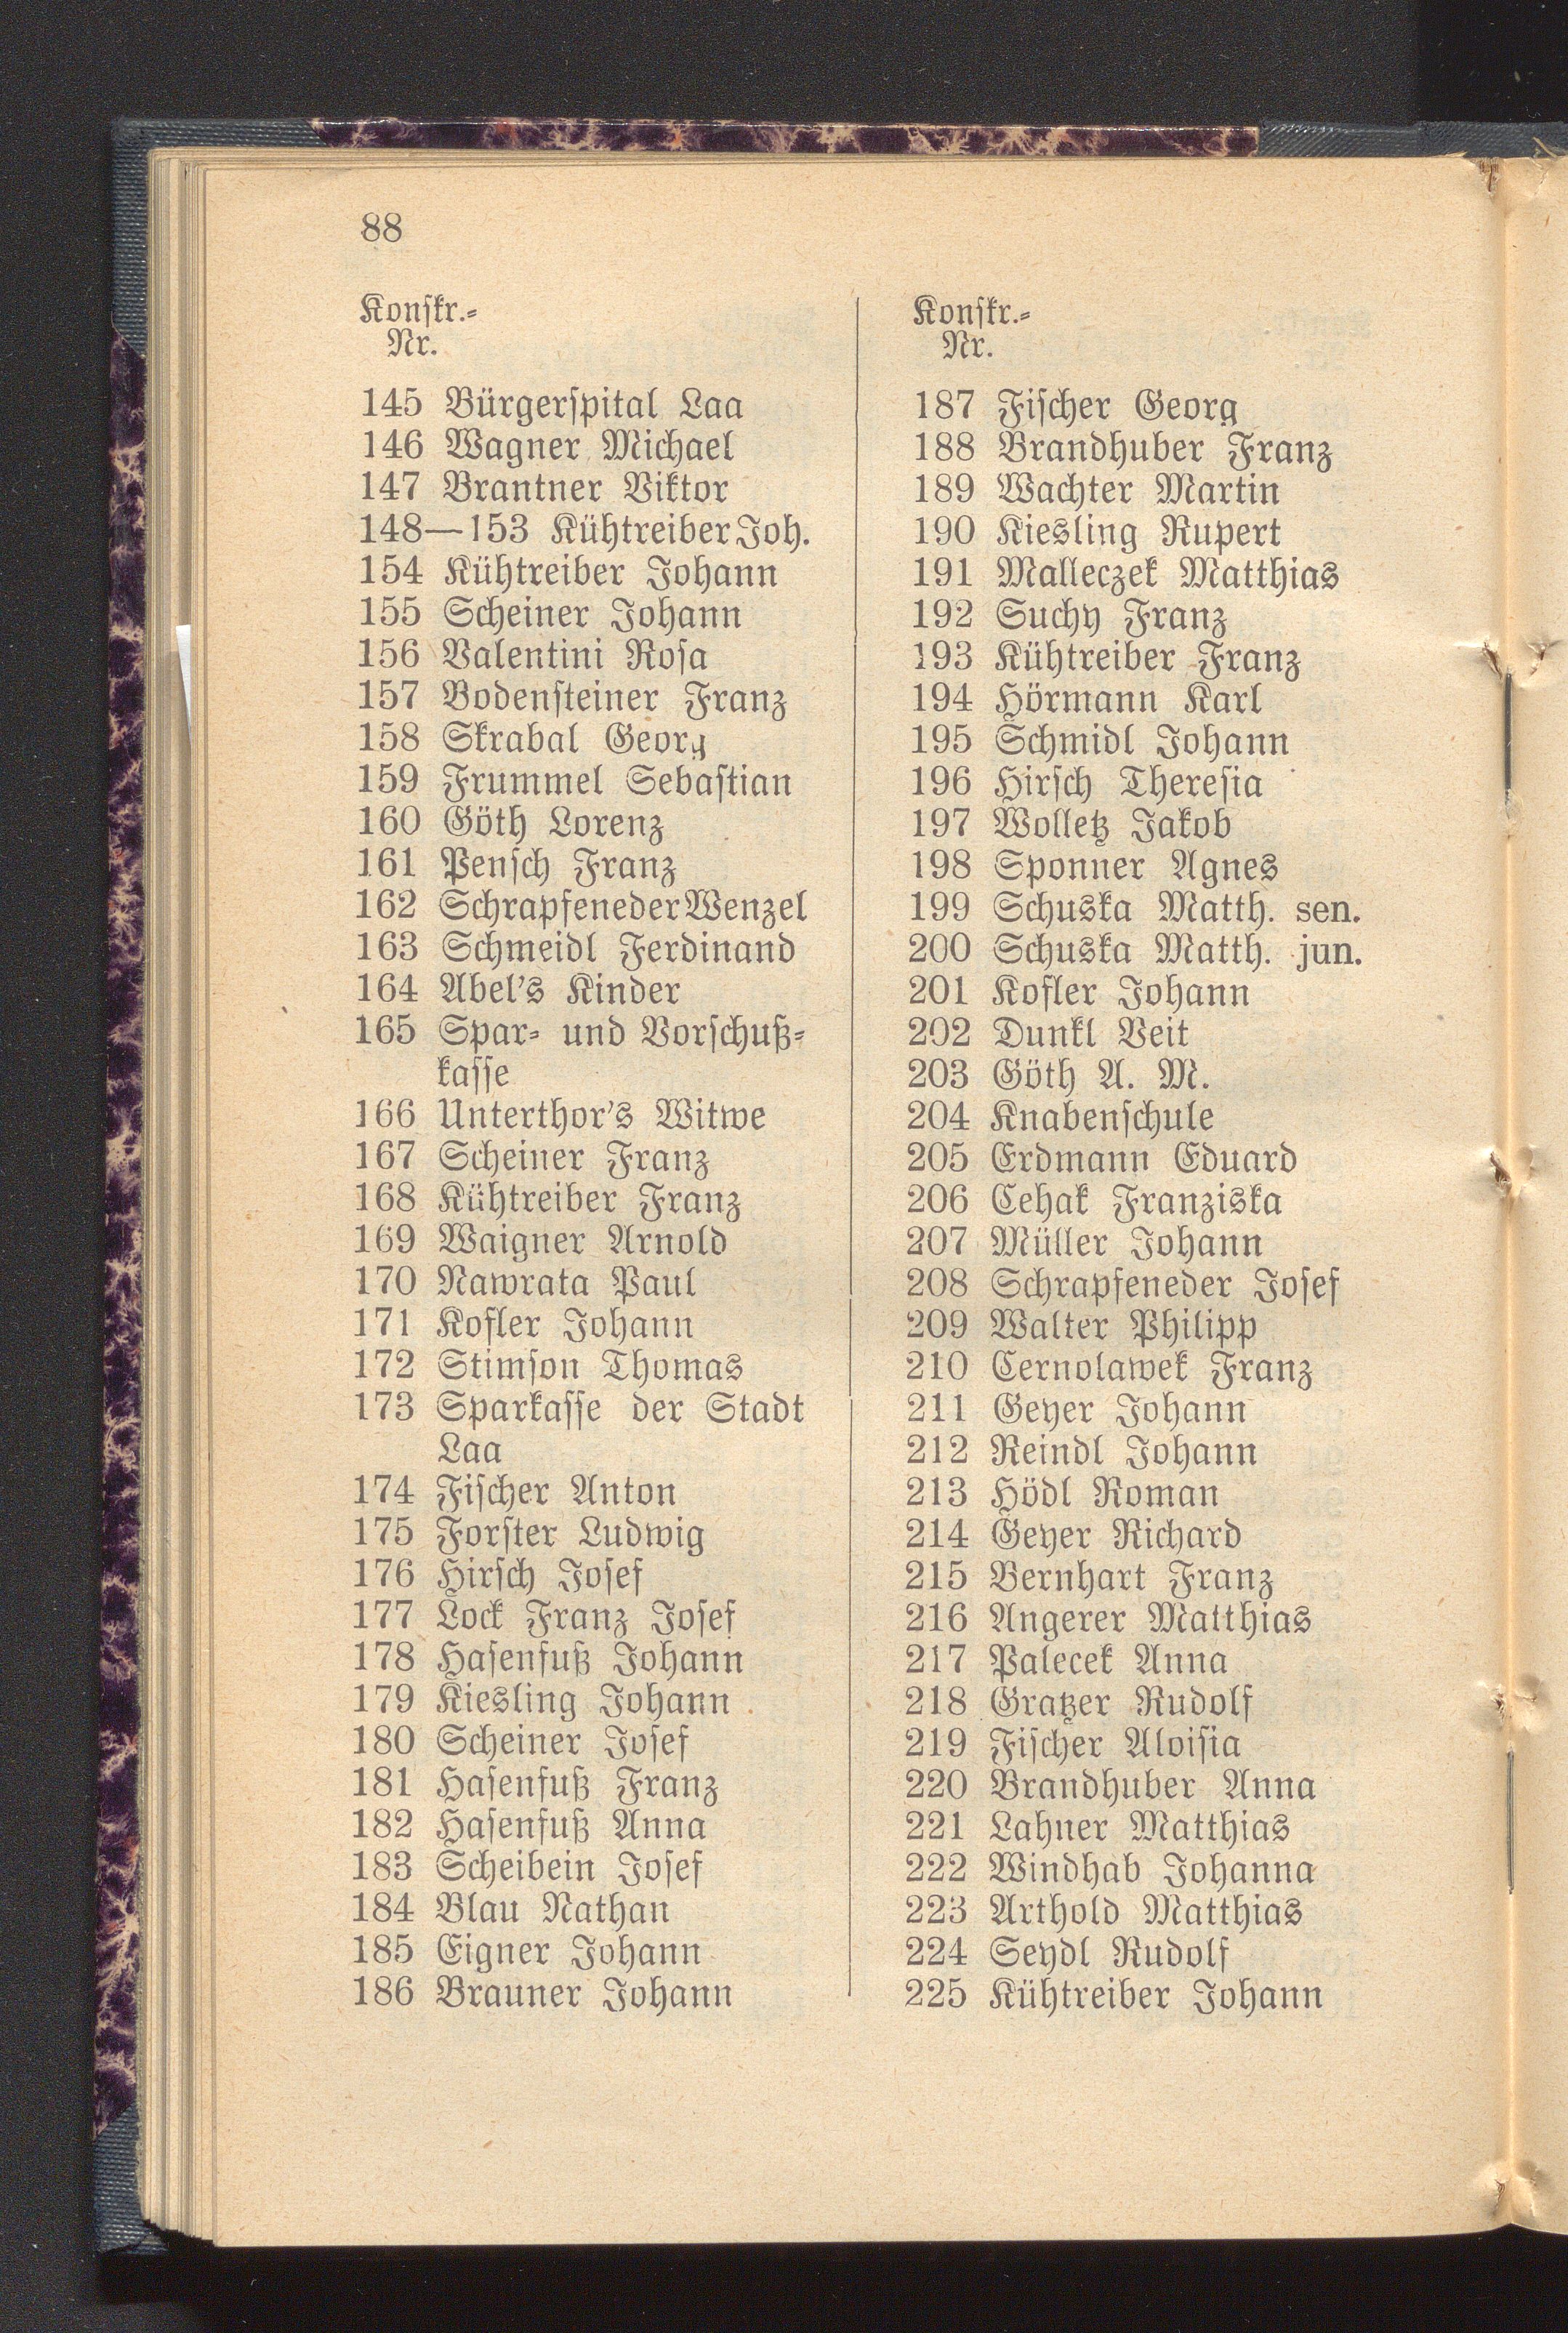 88
Konskr.-
Nr.
145 Bürgerspital Laa
146 Wagner Michael
147 Brantner Viktor
148—153 Kühtreiber Joh.
154 Kühtreiber Johann
155 Scheiner Johann
156 Valentini Rosa
157 Bodensteiner Franz
158 Skrabal Georg
159 Frummel Sebastian
160 Göth Lorenz
161 Pensch Franz
162 Schrapfeneder Wenzel
163 Schmeidl Ferdinand
164 Abel's Kinder
165 Spar- und Vorschuß-
kasse
166 Unterthor's Witwe
167 Scheiner Franz
168 Kühtreiber Franz
169 Waigner Arnold
170 Nawrata Paul
171 Kofler Johann
172 Stimson Thomas
173 Sparkasse der Stadt
Laa
174 Fischer Anton
175 Forster Ludwig
176 Hirsch Josef
177 Lock Franz Josef
178 Hasenfuß Johann
179 Kiesling Johann
180 Scheiner Josef
181 Hasenfuß Franz
182 Hasenfuß Anna
183 Scheibein Josef
184 Blau Nathan
185 Eigner Johann
186 Brauner Johann
Konskr.-
Nr.
187 Fischer Georg
188 Brandhuber Franz
189 Wachter Martin
190 Kiesling Rupert
191 Malleczek Matthias
192 Suchy Franz
193 Kühtreiber Franz
194 Hörmann Karl
195 Schmidl Johann
196 Hirsch Theresia
197 Wolletz Jakob
198 Sponner Agnes
199 Schuska Matth. sen.
200 Schuska Matth. jun.
201 Kofler Johann
202 Dunkl Veit
203 Göth A. M.
204 Knabenschule
205 Erdmann Eduard
206 Cehak Franziska
207 Müller Johann
208 Schrapfeneder Josef
209 Walter Philipp
210 Cernolawek Franz
211 Geyer Johann
212 Reindl Johann
213 Hödl Roman
214 Geyer Richard
215 Bernhart Franz
216 Angerer Matthias
217 Palecek Anna
218 Gratzer Rudolf
219 Fischer Aloisia
220 Brandhuber Anna
221 Lahner Matthias
222 Windhab Johanna
223 Arthold Matthias
224 Seydl Rudolf
225 Kühtreiber Johann